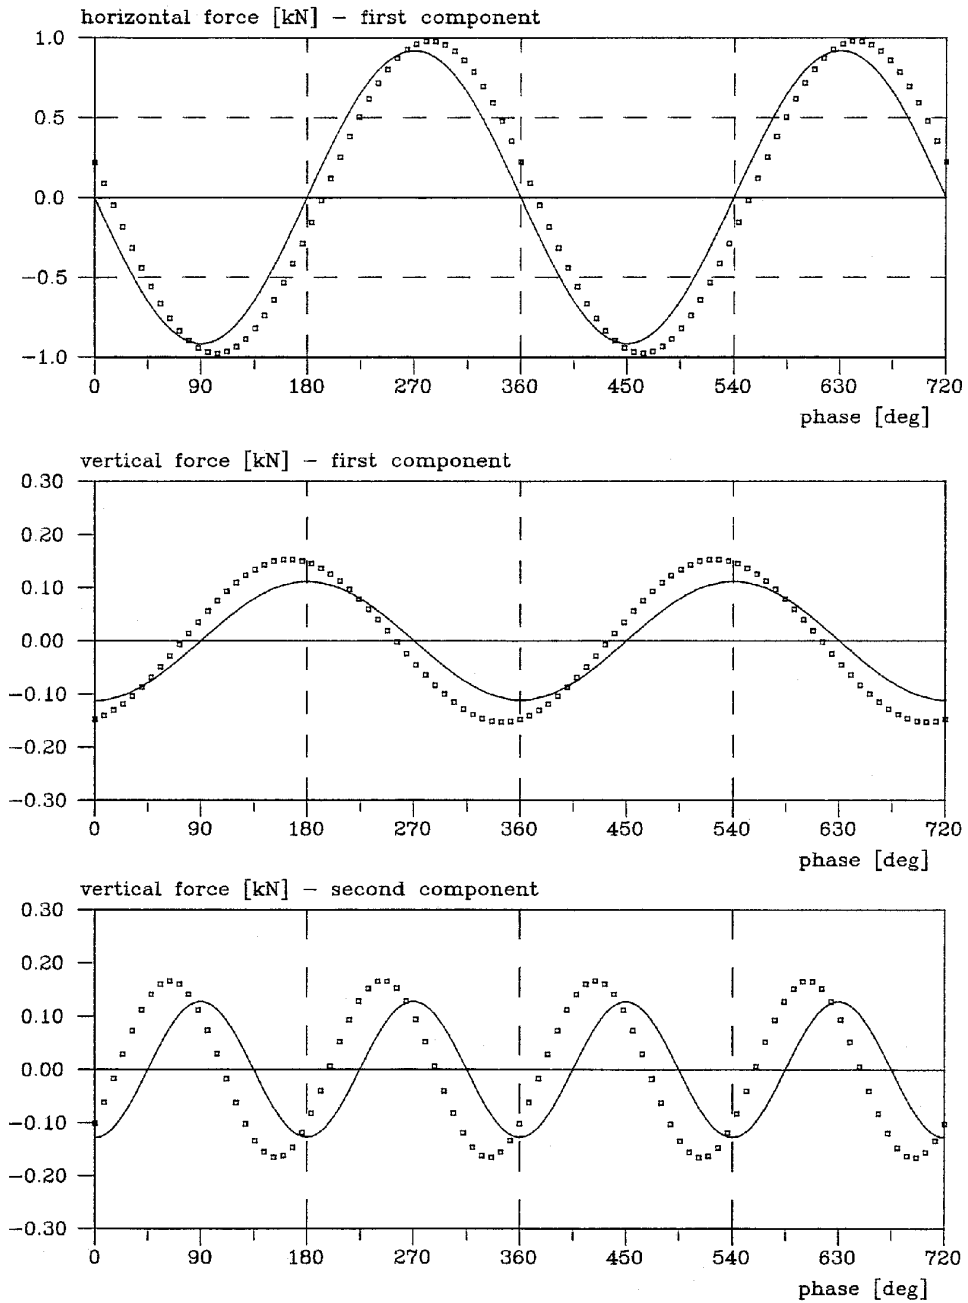 horizontal force [kN] – first component
1.0
0.5
0.0
−0.5
−1.0
0 90 180 270 360 450 540 630 720
phase [deg]
vertical force [kN] – first component
0.30
0.20
0.10
0.00
−0.10
−0.20
−0.30
0 90 180 270 360 450 540 630 720
phase [deg]
vertical force [kN] – second component
0.30
0.20
0.10
0.00
−0.10
−0.20
−0.30
0 90 180 270 360 450 540 630 720
phase [deg]